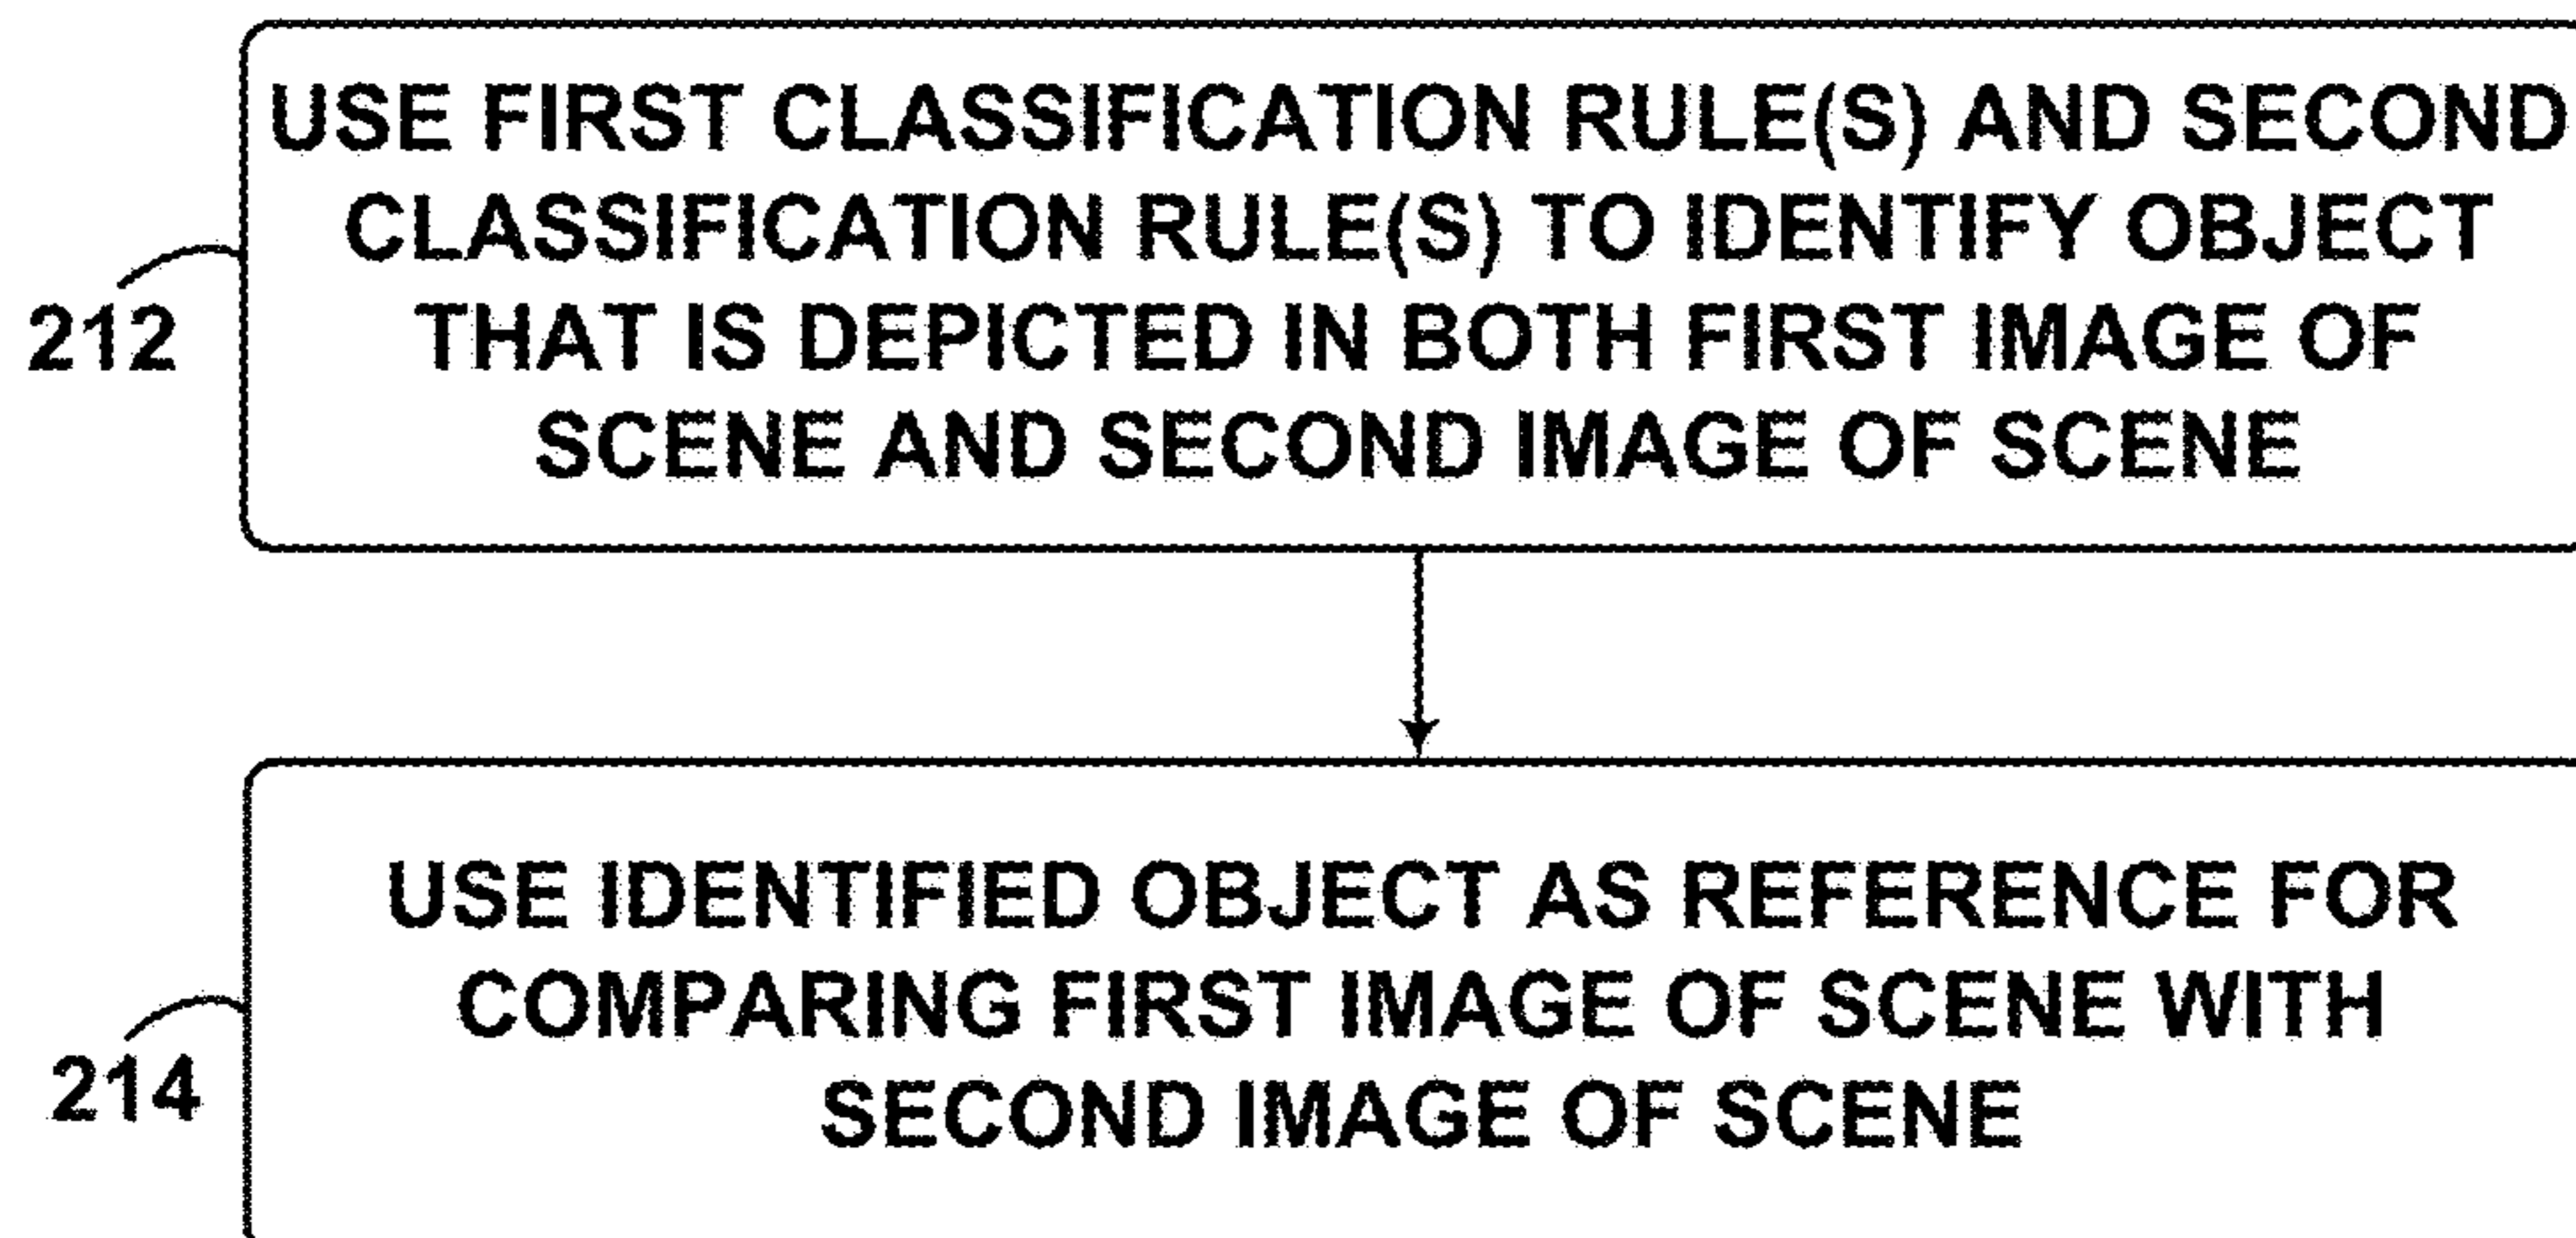 USE FIRST CLASSIFICATION RULE(S) AND SECOND
CLASSIFICATION RULE(S) TO IDENTIFY OBJECT
THAT IS DEPICTED IN BOTH FIRST IMAGE OF
SCENE AND SECOND IMAGE OF SCENE
212
USE IDENTIFIED OBJECT AS REFERENCE FOR
COMPARING FIRST IMAGE OF SCENE WITH
SECOND IMAGE OF SCENE
214